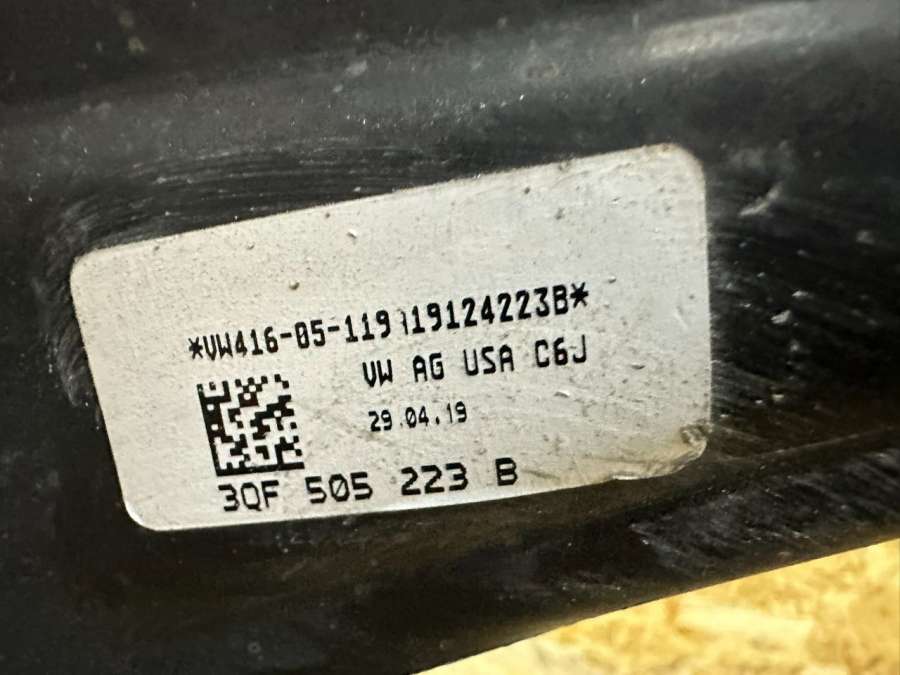 *VW416-05-119 19124223B*
VW AG USA C6J
29.04.19
3QF 505 223 B